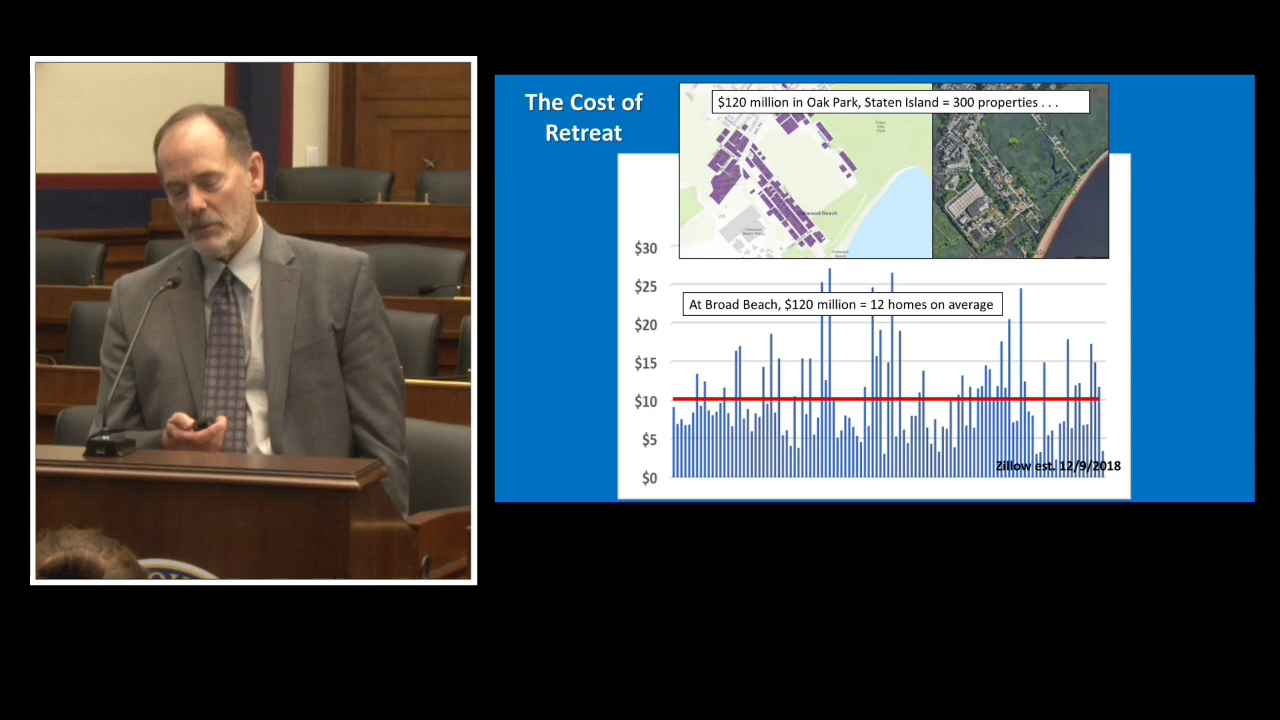 The Cost of
Retreat
$120 million in Oak Park, Staten Island = 300 properties . . .
$30
$25
At Broad Beach, $120 million = 12 homes on average
$20
$15
$10
$5
Zillow est. 12/9/2018
$0